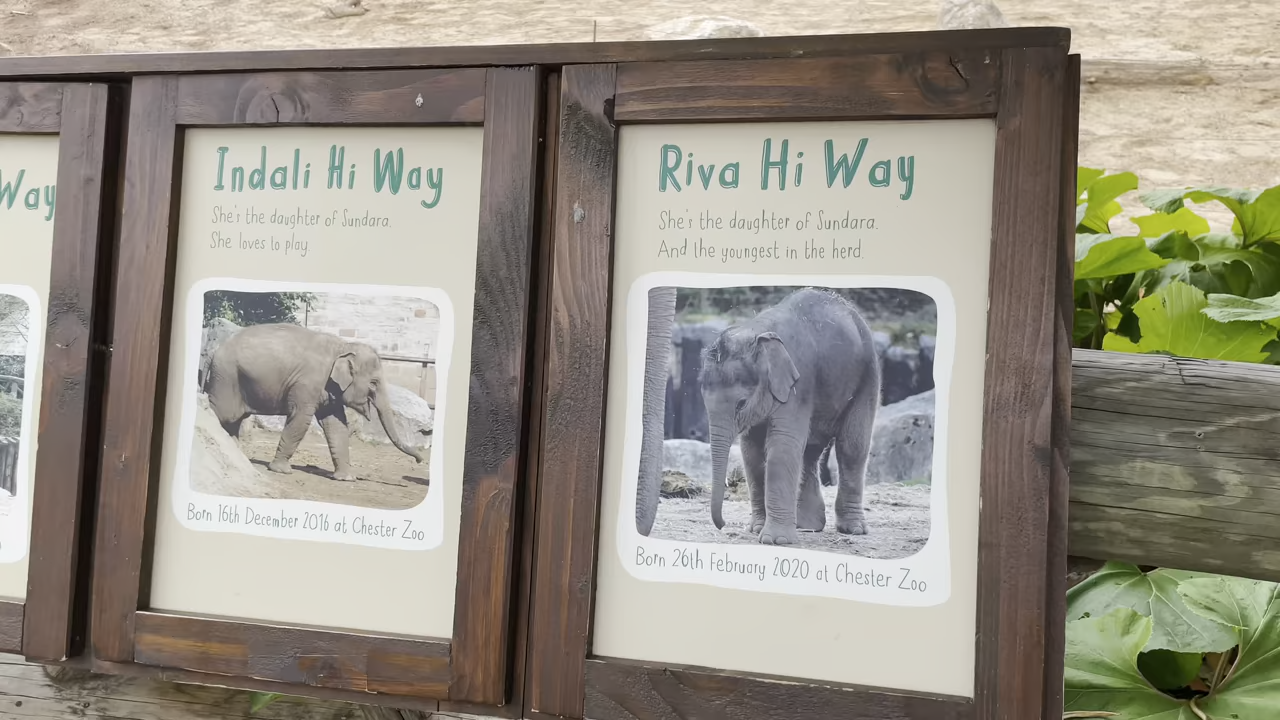 Way
Indali Hi Way
She's the daughter of Sundara.
She loves to play
Born 16th December 2016 at Chester Zoo
Riva Hi Way
She's the daughter of Sundara.
And the youngest in the herd.
Born 26th February 2020 at Chester Zoo